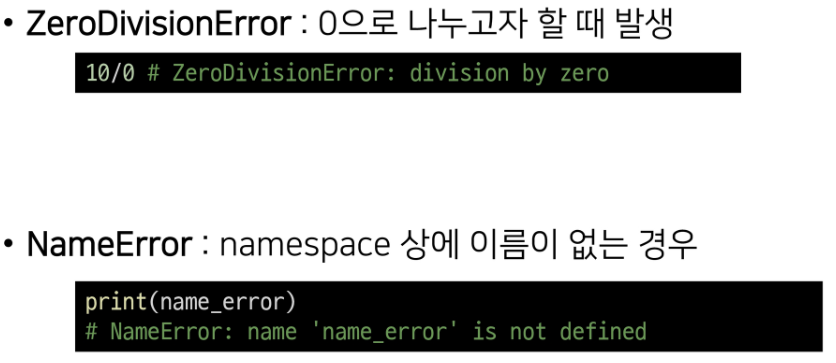 • ZeroDivisionError : 0으로 나누고자 할 때 발생
10/0 # ZeroDivisionError: division by zero
• NameError : namespace 상에 이름이 없는 경우
print(name_error)
# NameError: name 'name_error' is not defined